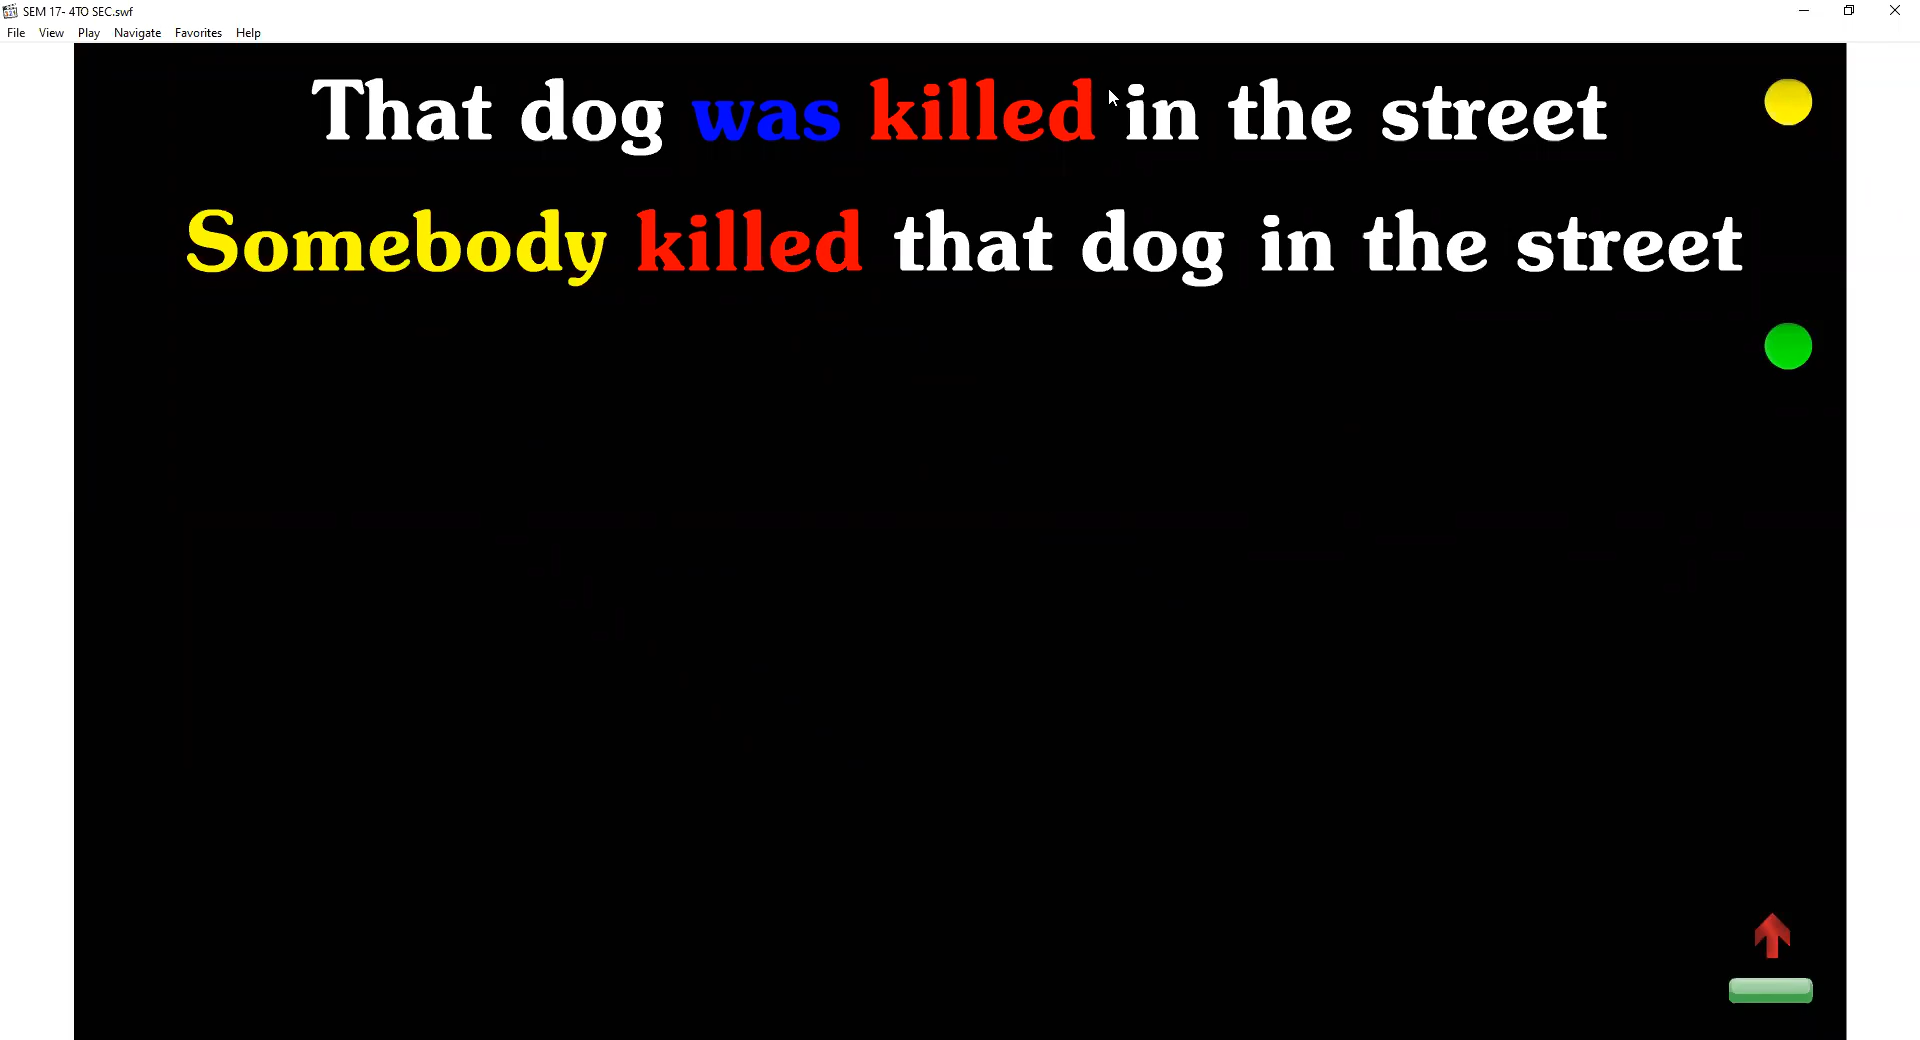 SEM 17- 4TO SEC.swf
File View Play Navigate Favorites Help
That dog was killed in the street
Somebody killed that dog in the street